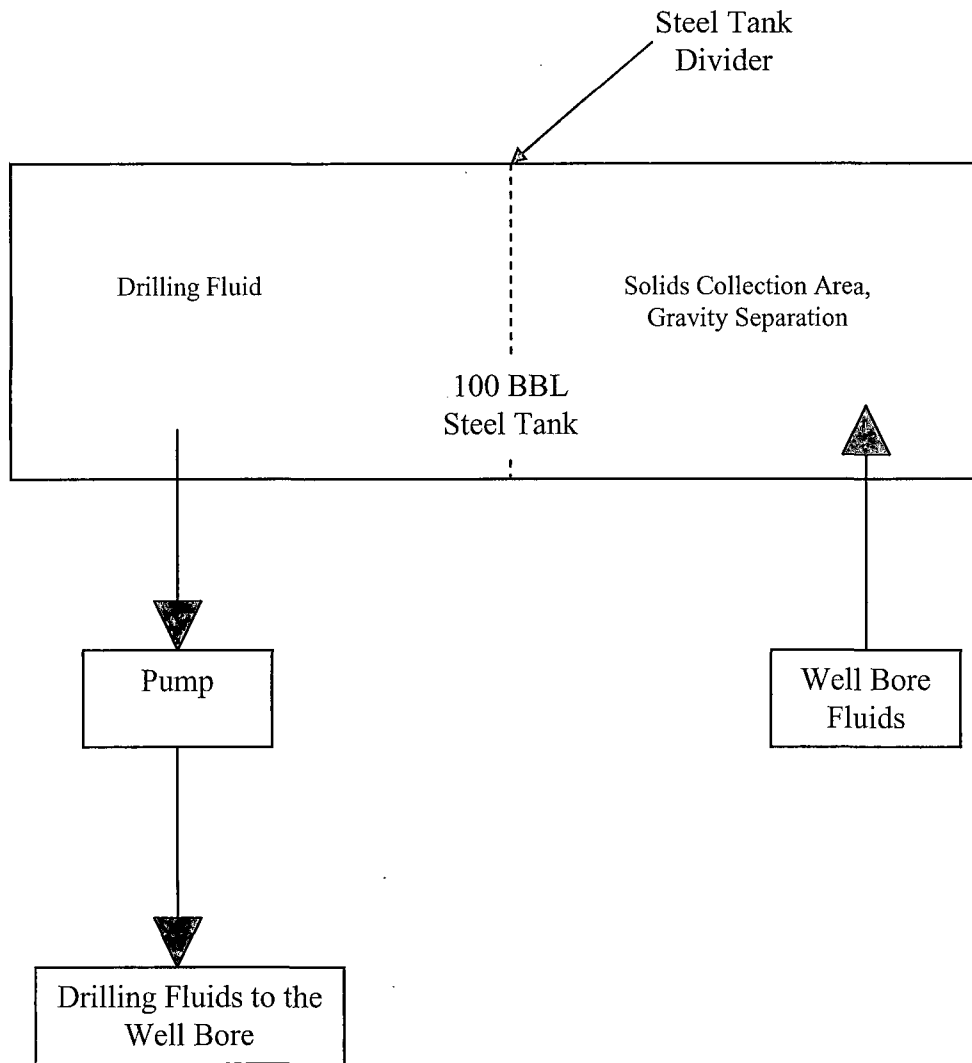 Steel Tank
Divider
Drilling Fluid
Solids Collection Area,
Gravity Separation
100 BBL
Steel Tank
Pump
Well Bore
Fluids
Drilling Fluids to the
Well Bore